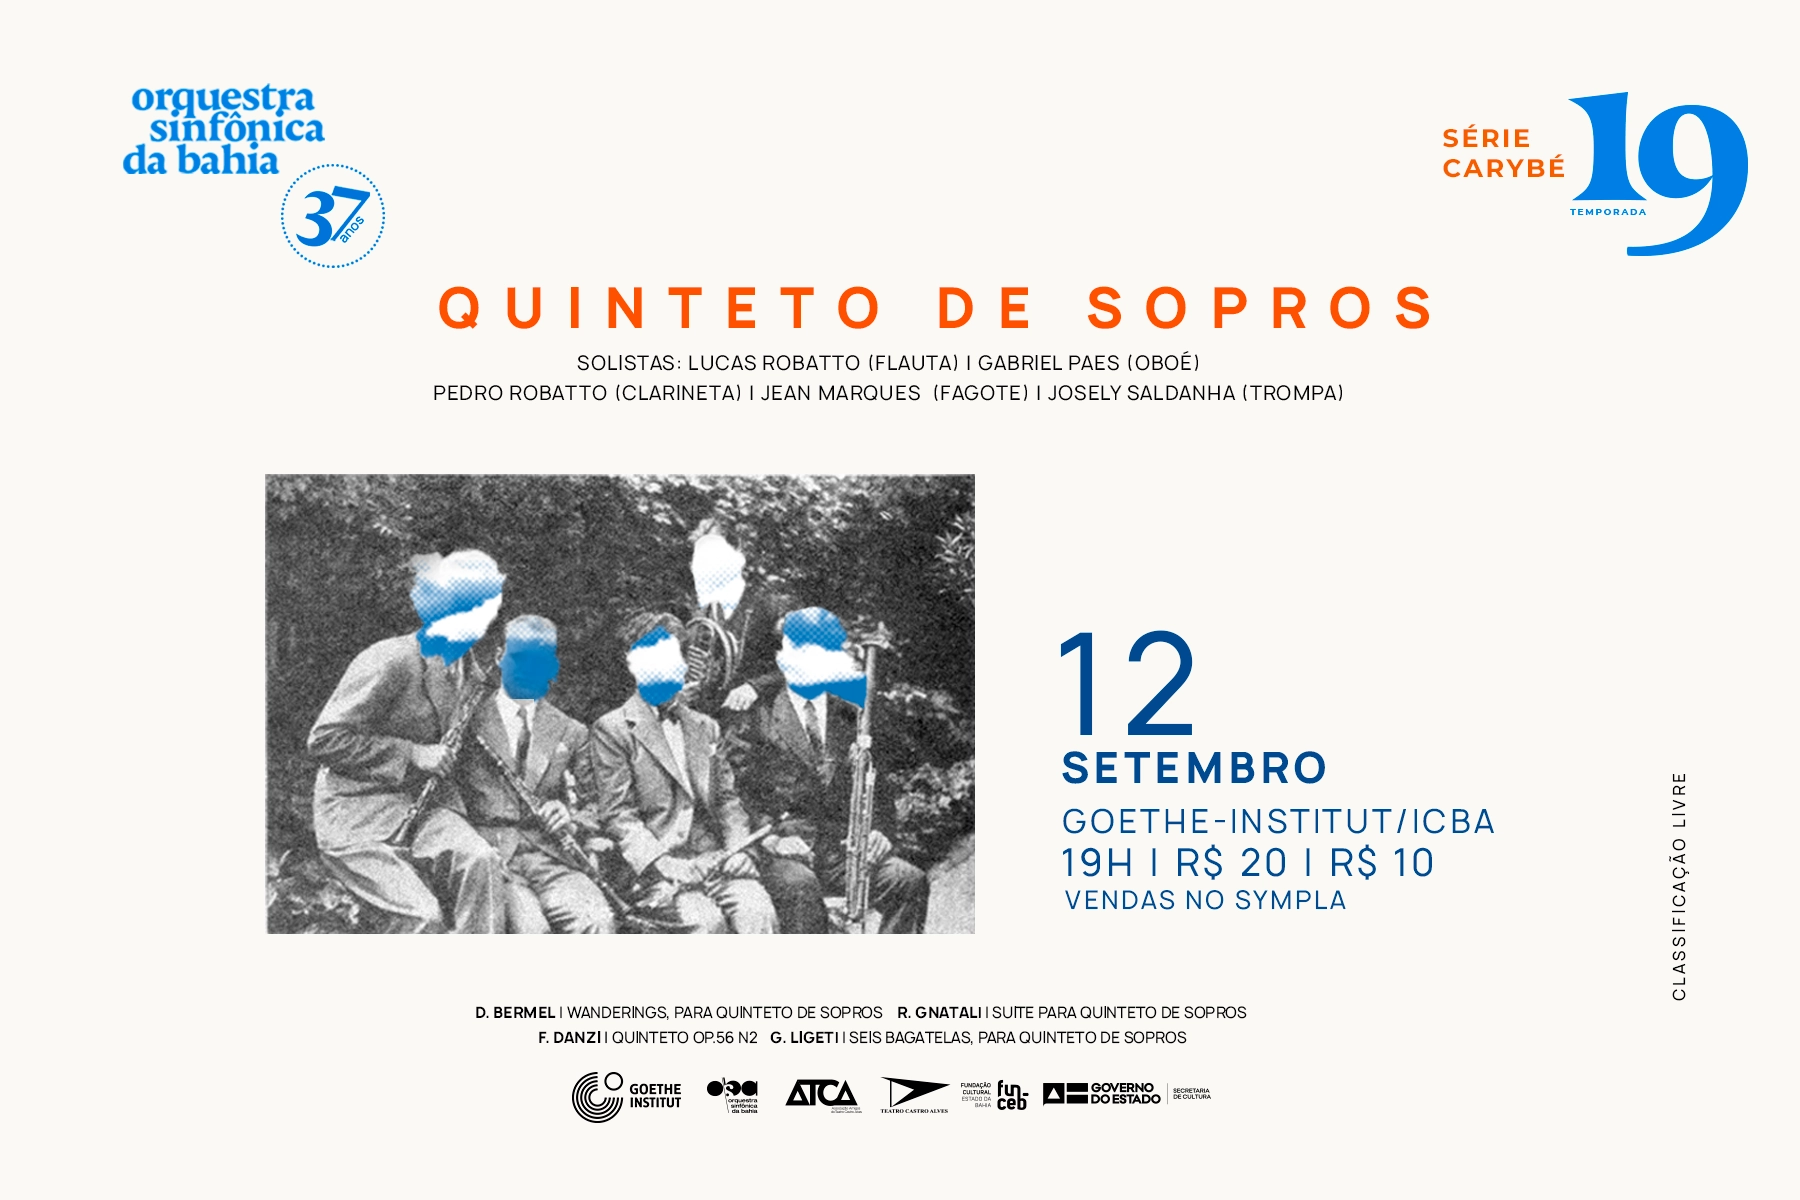 orquestra
sinfônica
da bahia
37
anos
SÉRIE
CARYBÉ
19
TEMPORADA
QUINTETO DE SOPROS
SOLISTAS: LUCAS ROBATTO (FLAUTA) I GABRIEL PAES (OBOÉ)
PEDRO ROBATTO (CLARINETA) I JEAN MARQUES (FAGOTE) I JOSELY SALDANHA (TROMPA)
12
SETEMBRO
GOETHE-INSTITUT/ICBA
19H I R$ 20 I R$ 10
VENDAS NO SYMPLA
CLASSIFICAÇÃO LIVRE
D. BERMEL I WANDERINGS, PARA QUINTETO DE SOPROS R. GNATALI I SUITE PARA QUINTETO DE SOPROS
F. DANZI I QUINTETO OP.56 N2 G. LIGETI I SEIS BAGATELAS, PARA QUINTETO DE SOPROS
GOETHE
INSTITUT
orquestra
sinfônica
da bahia
ATCA
TEATRO CASTRO ALVES
FUNDAÇÃO
CULTURAL
ESTADO DA
BAHIA
fun_
ceb
GOVERNO
DO ESTADO
SECRETARIA
DE CULTURA